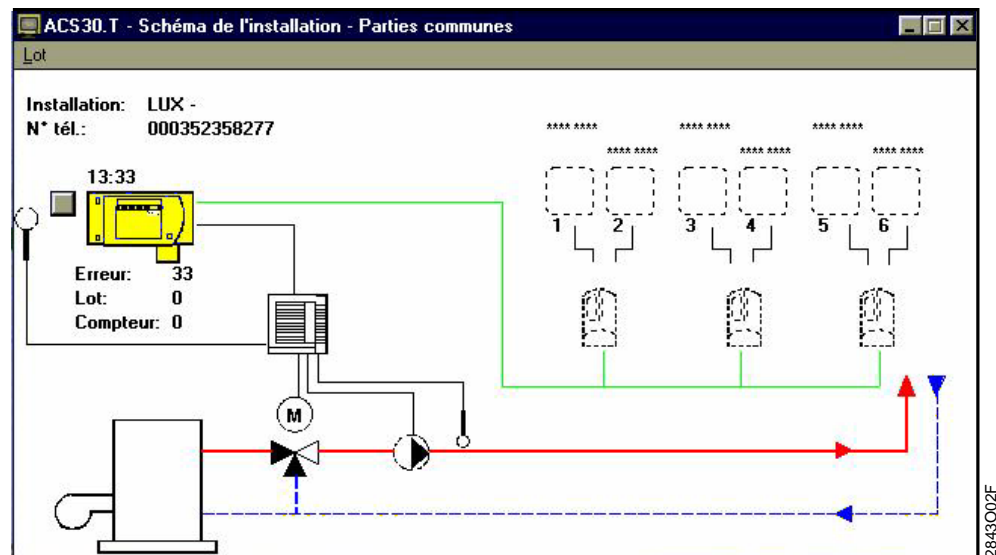 ACS30.T - Schéma de l'installation - Parties communes
Lot
Installation: LUX -
N° tél.: 000352358277
**** **** **** **** **** ****
**** **** **** **** **** ****
13:33
1 2 3 4 5 6
Erreur: 33
Lot: 0
Compteur: 0
M
2843O02F